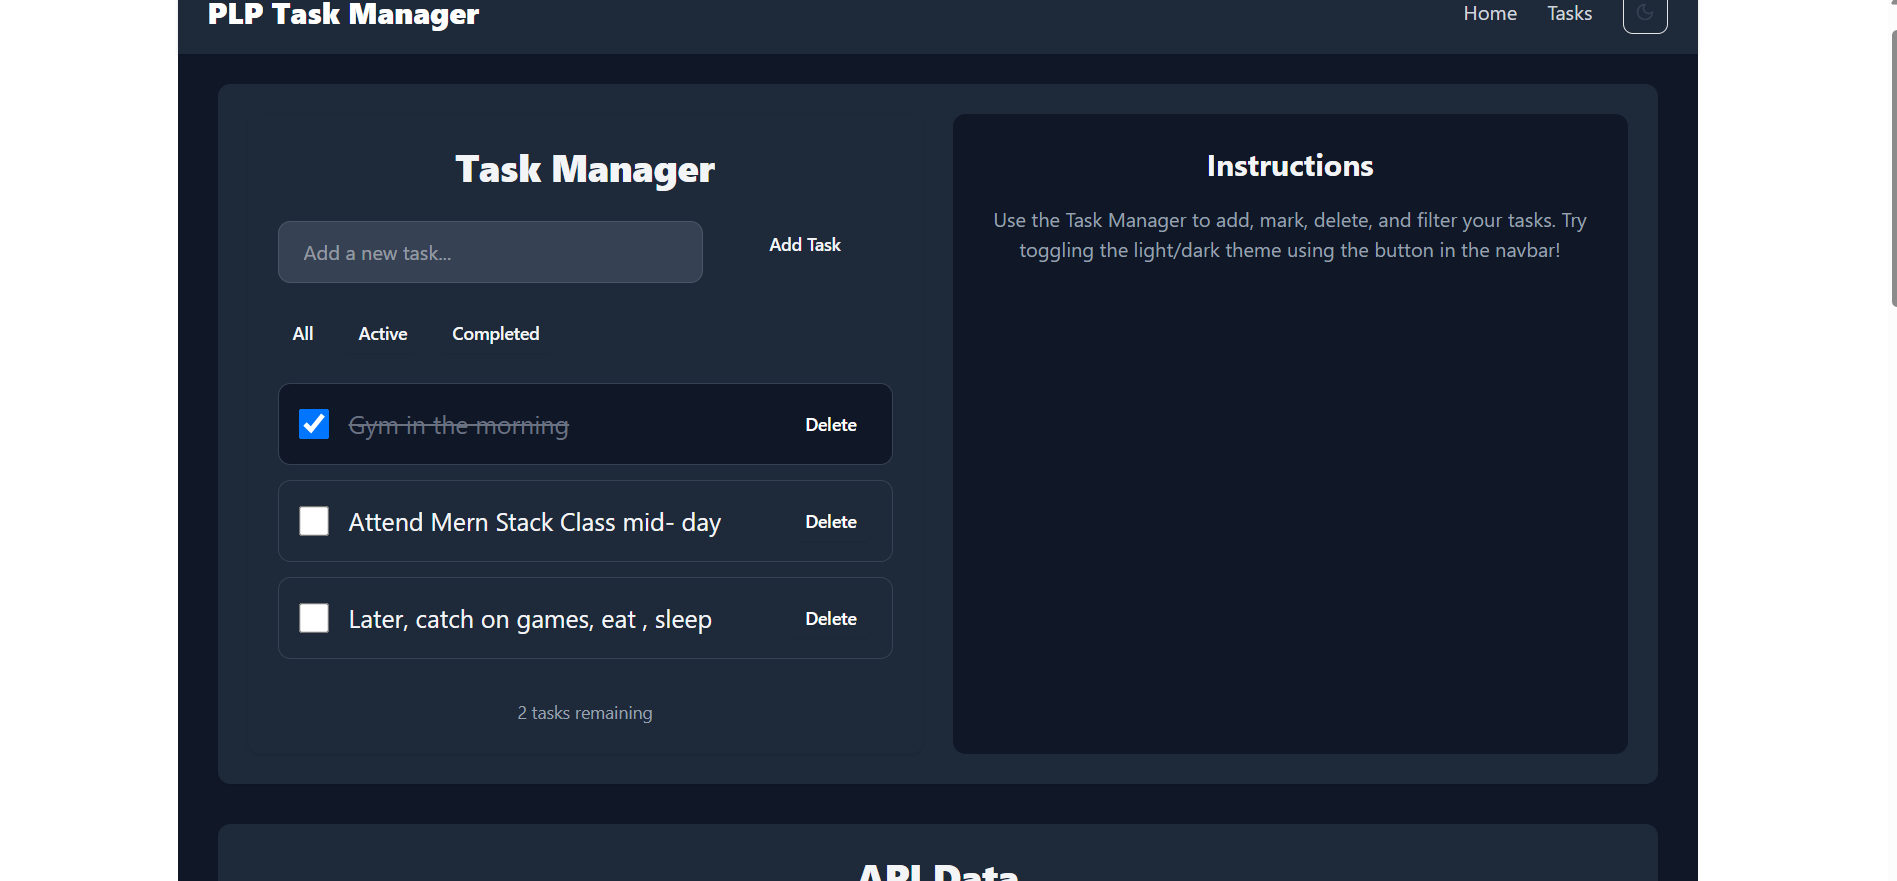 PLP Task Manager
Home
Tasks
Task Manager
Add a new task...
Add Task
All
Active
Completed
Gym in the morning
Delete
Attend Mern Stack Class mid- day
Delete
Later, catch on games, eat , sleep
Delete
2 tasks remaining
Instructions
Use the Task Manager to add, mark, delete, and filter your tasks. Try
toggling the light/dark theme using the button in the navbar!
API Data